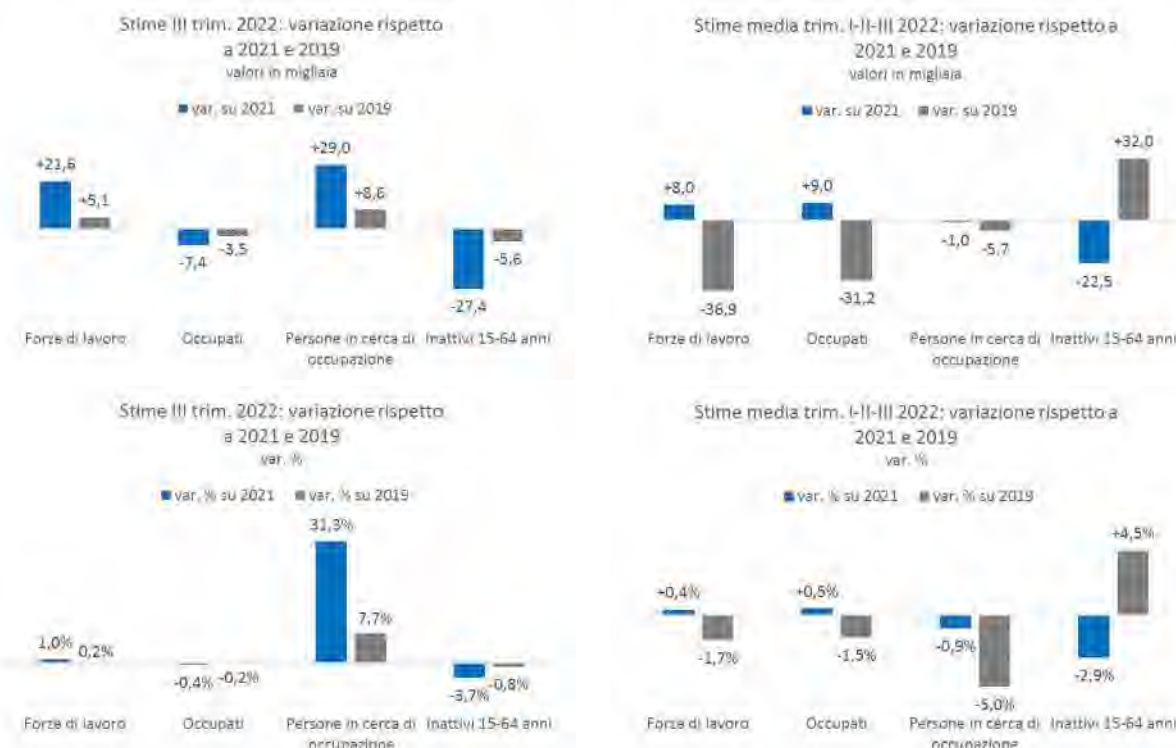 Stime III trim. 2022: variazione rispetto
a 2021 e 2019
valori in migliaia
var. su 2021 var. su 2019
+21,6
+5,1
-7,4
-3,5
+29,0
+8,6
-27,4
-5,6
Forze di lavoro Occupati Persone in cerca di occupazione Inattivi 15-64 anni
Stime media trim. I-II-III 2022: variazione rispetto a
2021 e 2019
valori in migliaia
var. su 2021 var. su 2019
+8,0
-36,9
+9,0
-31,2
-1,0
-5,7
-22,5
+32,0
Forze di lavoro Occupati Persone in cerca di occupazione Inattivi 15-64 anni
Stime III trim. 2022: variazione rispetto
a 2021 e 2019
var. %
var. % su 2021 var. % su 2019
1,0%
0,2%
-0,4%
-0,2%
31,3%
7,7%
-3,7%
-0,8%
Forze di lavoro Occupati Persone in cerca di occupazione Inattivi 15-64 anni
Stime media trim. I-II-III 2022: variazione rispetto a
2021 e 2019
var. %
var. % su 2021 var. % su 2019
+0,4%
-1,7%
+0,5%
-1,5%
-0,9%
-5,0%
-2,9%
+4,5%
Forze di lavoro Occupati Persone in cerca di occupazione Inattivi 15-64 anni